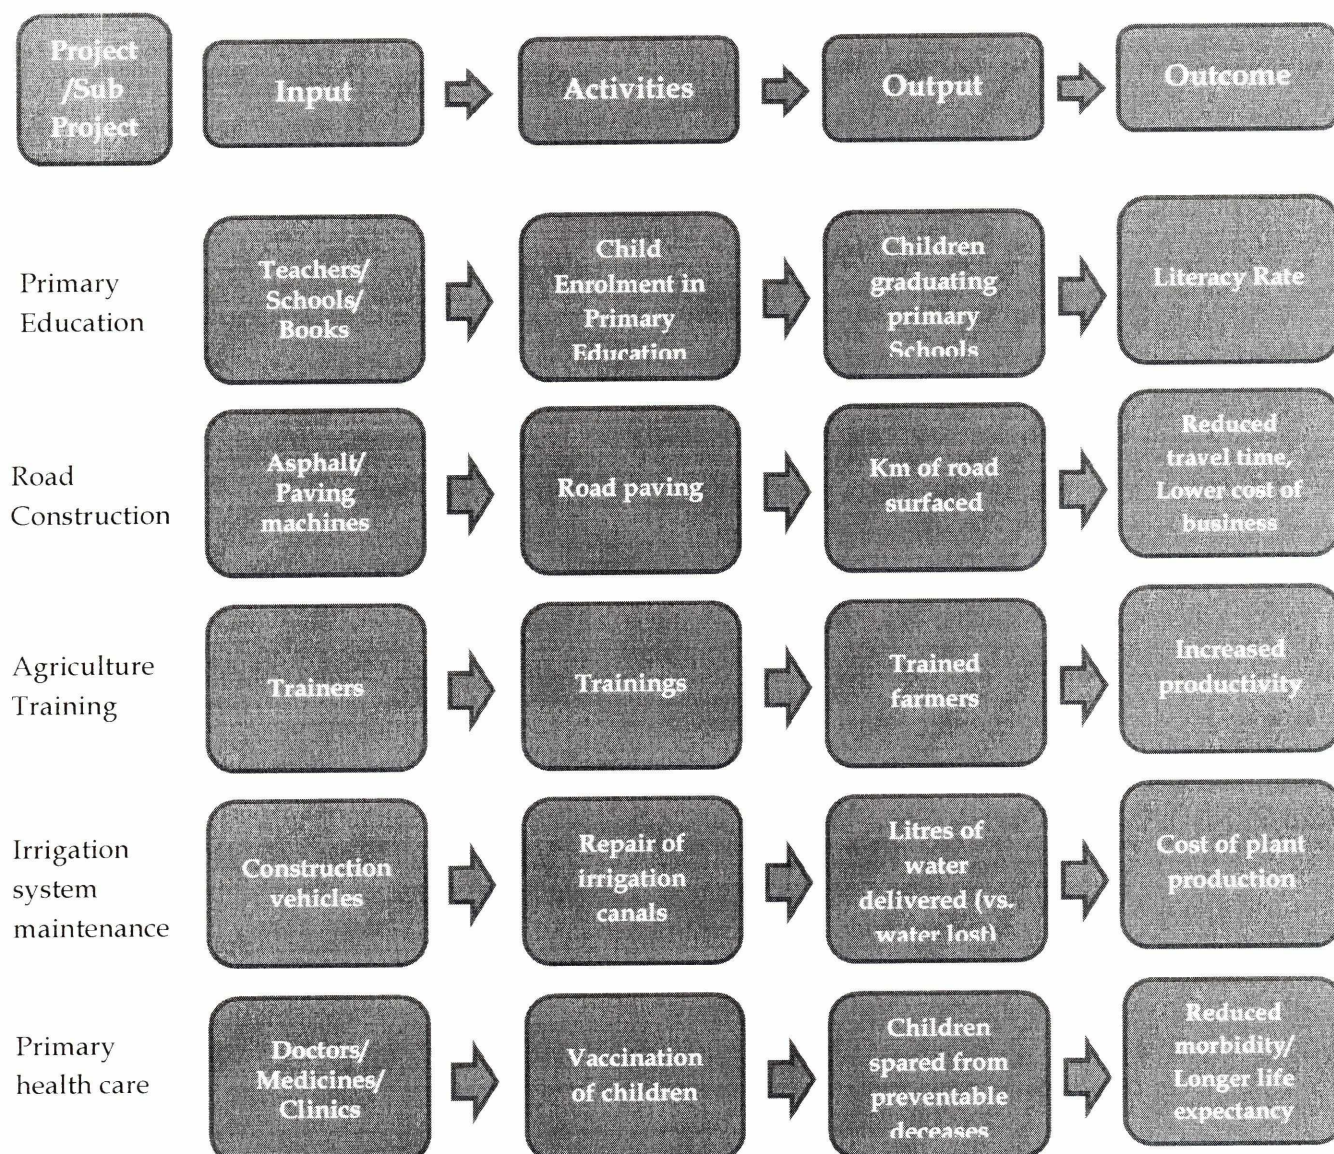 Project
/Sub
Project
Input
Activities
Output
Outcome
Primary
Education
Teachers/
Schools/
Books
Child
Enrolment in
Primary
Education
Children
graduating
primary
Schools
Literacy Rate
Road
Construction
Asphalt/
Paving
machines
Road paving
Km of road
surfaced
Reduced
travel time,
Lower cost of
business
Agriculture
Training
Trainers
Trainings
Trained
farmers
Increased
productivity
Irrigation
system
maintenance
Construction
vehicles
Repair of
irrigation
canals
Litres of
water
delivered (vs.
water lost)
Cost of plant
production
Primary
health care
Doctors/
Medicines/
Clinics
Vaccination
of children
Children
spared from
preventable
deceases
Reduced
morbidity/
Longer life
expectancy